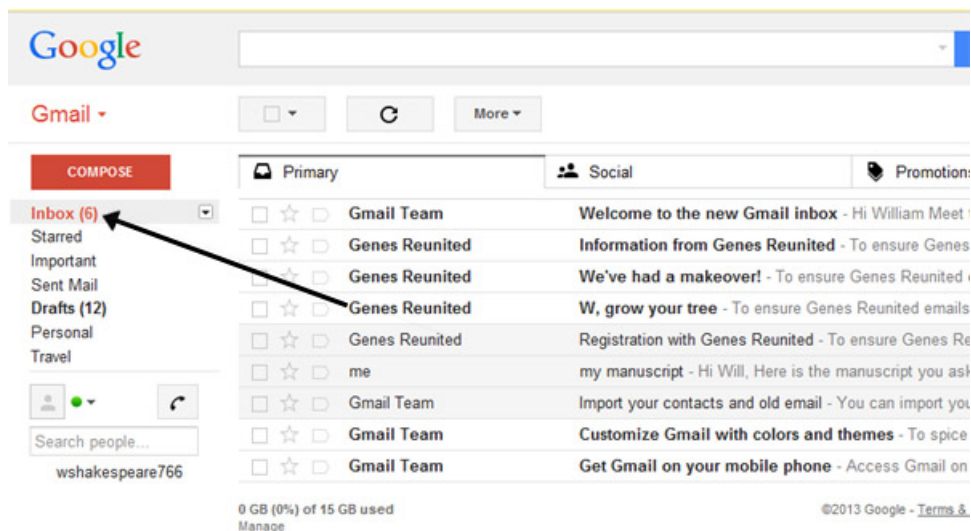 Google
Gmail
More
COMPOSE
Primary
Social
Promotions
Inbox (6)
Starred
Important
Sent Mail
Drafts (12)
Personal
Travel
Search people...
wshakespeare766
Gmail Team Welcome to the new Gmail inbox - Hi William Meet
Genes Reunited Information from Genes Reunited - To ensure Genes
Genes Reunited We've had a makeover! - To ensure Genes Reunited
Genes Reunited W, grow your tree - To ensure Genes Reunited emails
Genes Reunited Registration with Genes Reunited - To ensure Genes Re
me my manuscript - Hi Will, Here is the manuscript you ask
Gmail Team Import your contacts and old email - You can import you
Gmail Team Customize Gmail with colors and themes - To spice
Gmail Team Get Gmail on your mobile phone - Access Gmail on
0 GB (0%) of 15 GB used
Manage
©2013 Google - Terms &